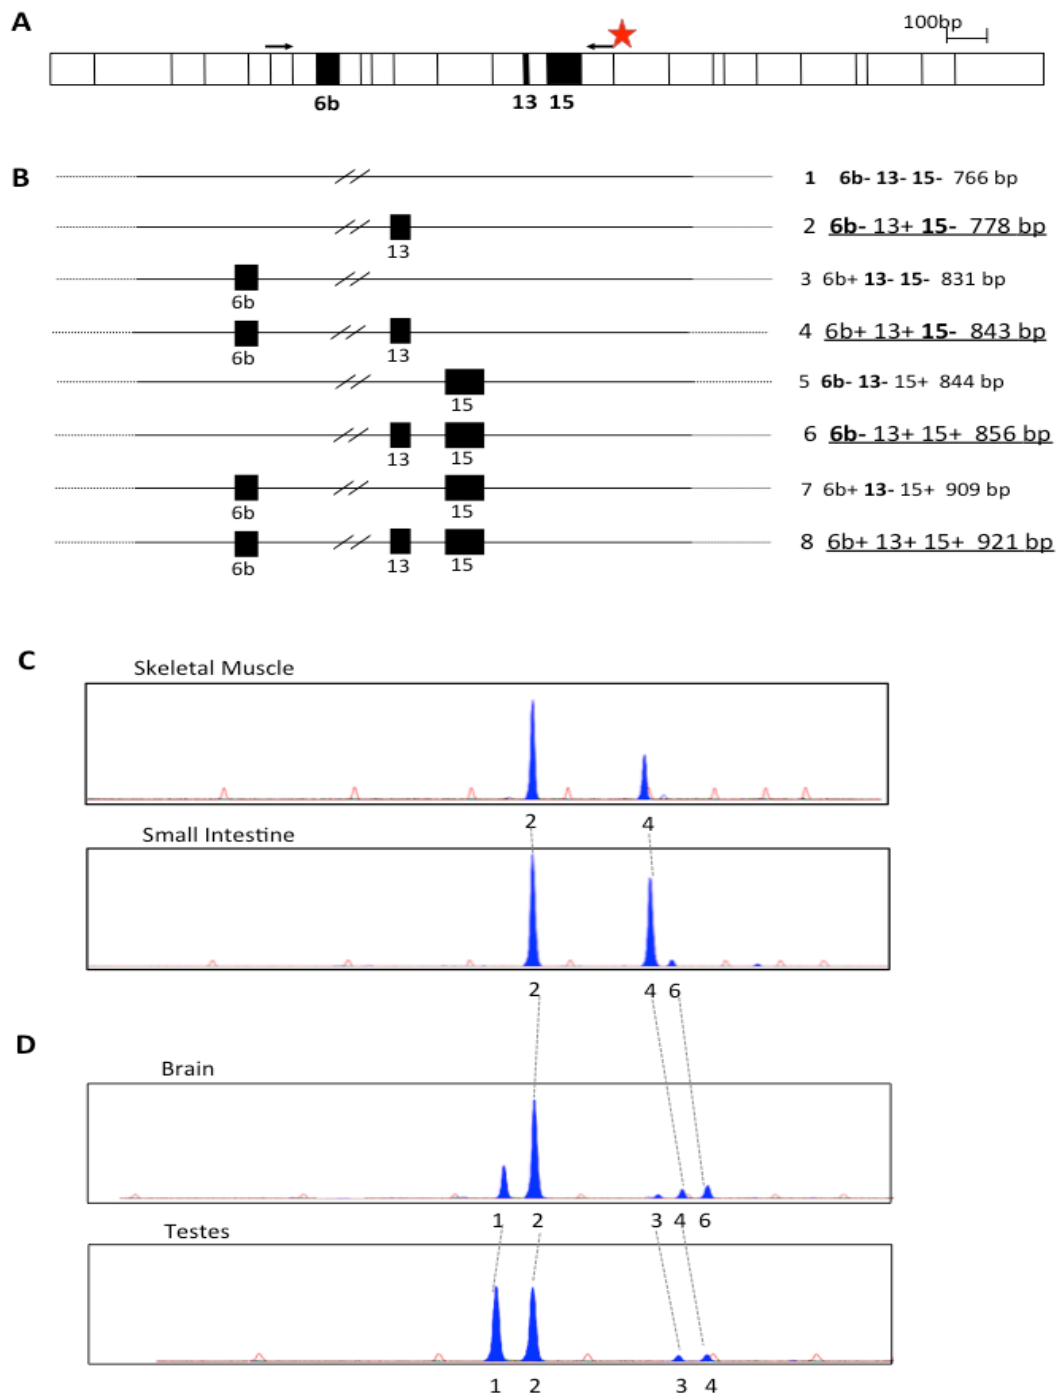 A
100bp
6b
13
15
B
1 6b- 13- 15- 766 bp
2 6b- 13+ 15- 778 bp
13
3 6b+ 13- 15- 831 bp
6b
4 6b+ 13+ 15- 843 bp
6b
13
5 6b- 13- 15+ 844 bp
15
6 6b- 13+ 15+ 856 bp
13
15
7 6b+ 13- 15+ 909 bp
6b
15
8 6b+ 13+ 15+ 921 bp
6b
13
15
C
Skeletal Muscle
2
4
Small Intestine
2
4
6
D
Brain
1
2
3
4
6
Testes
1
2
3
4